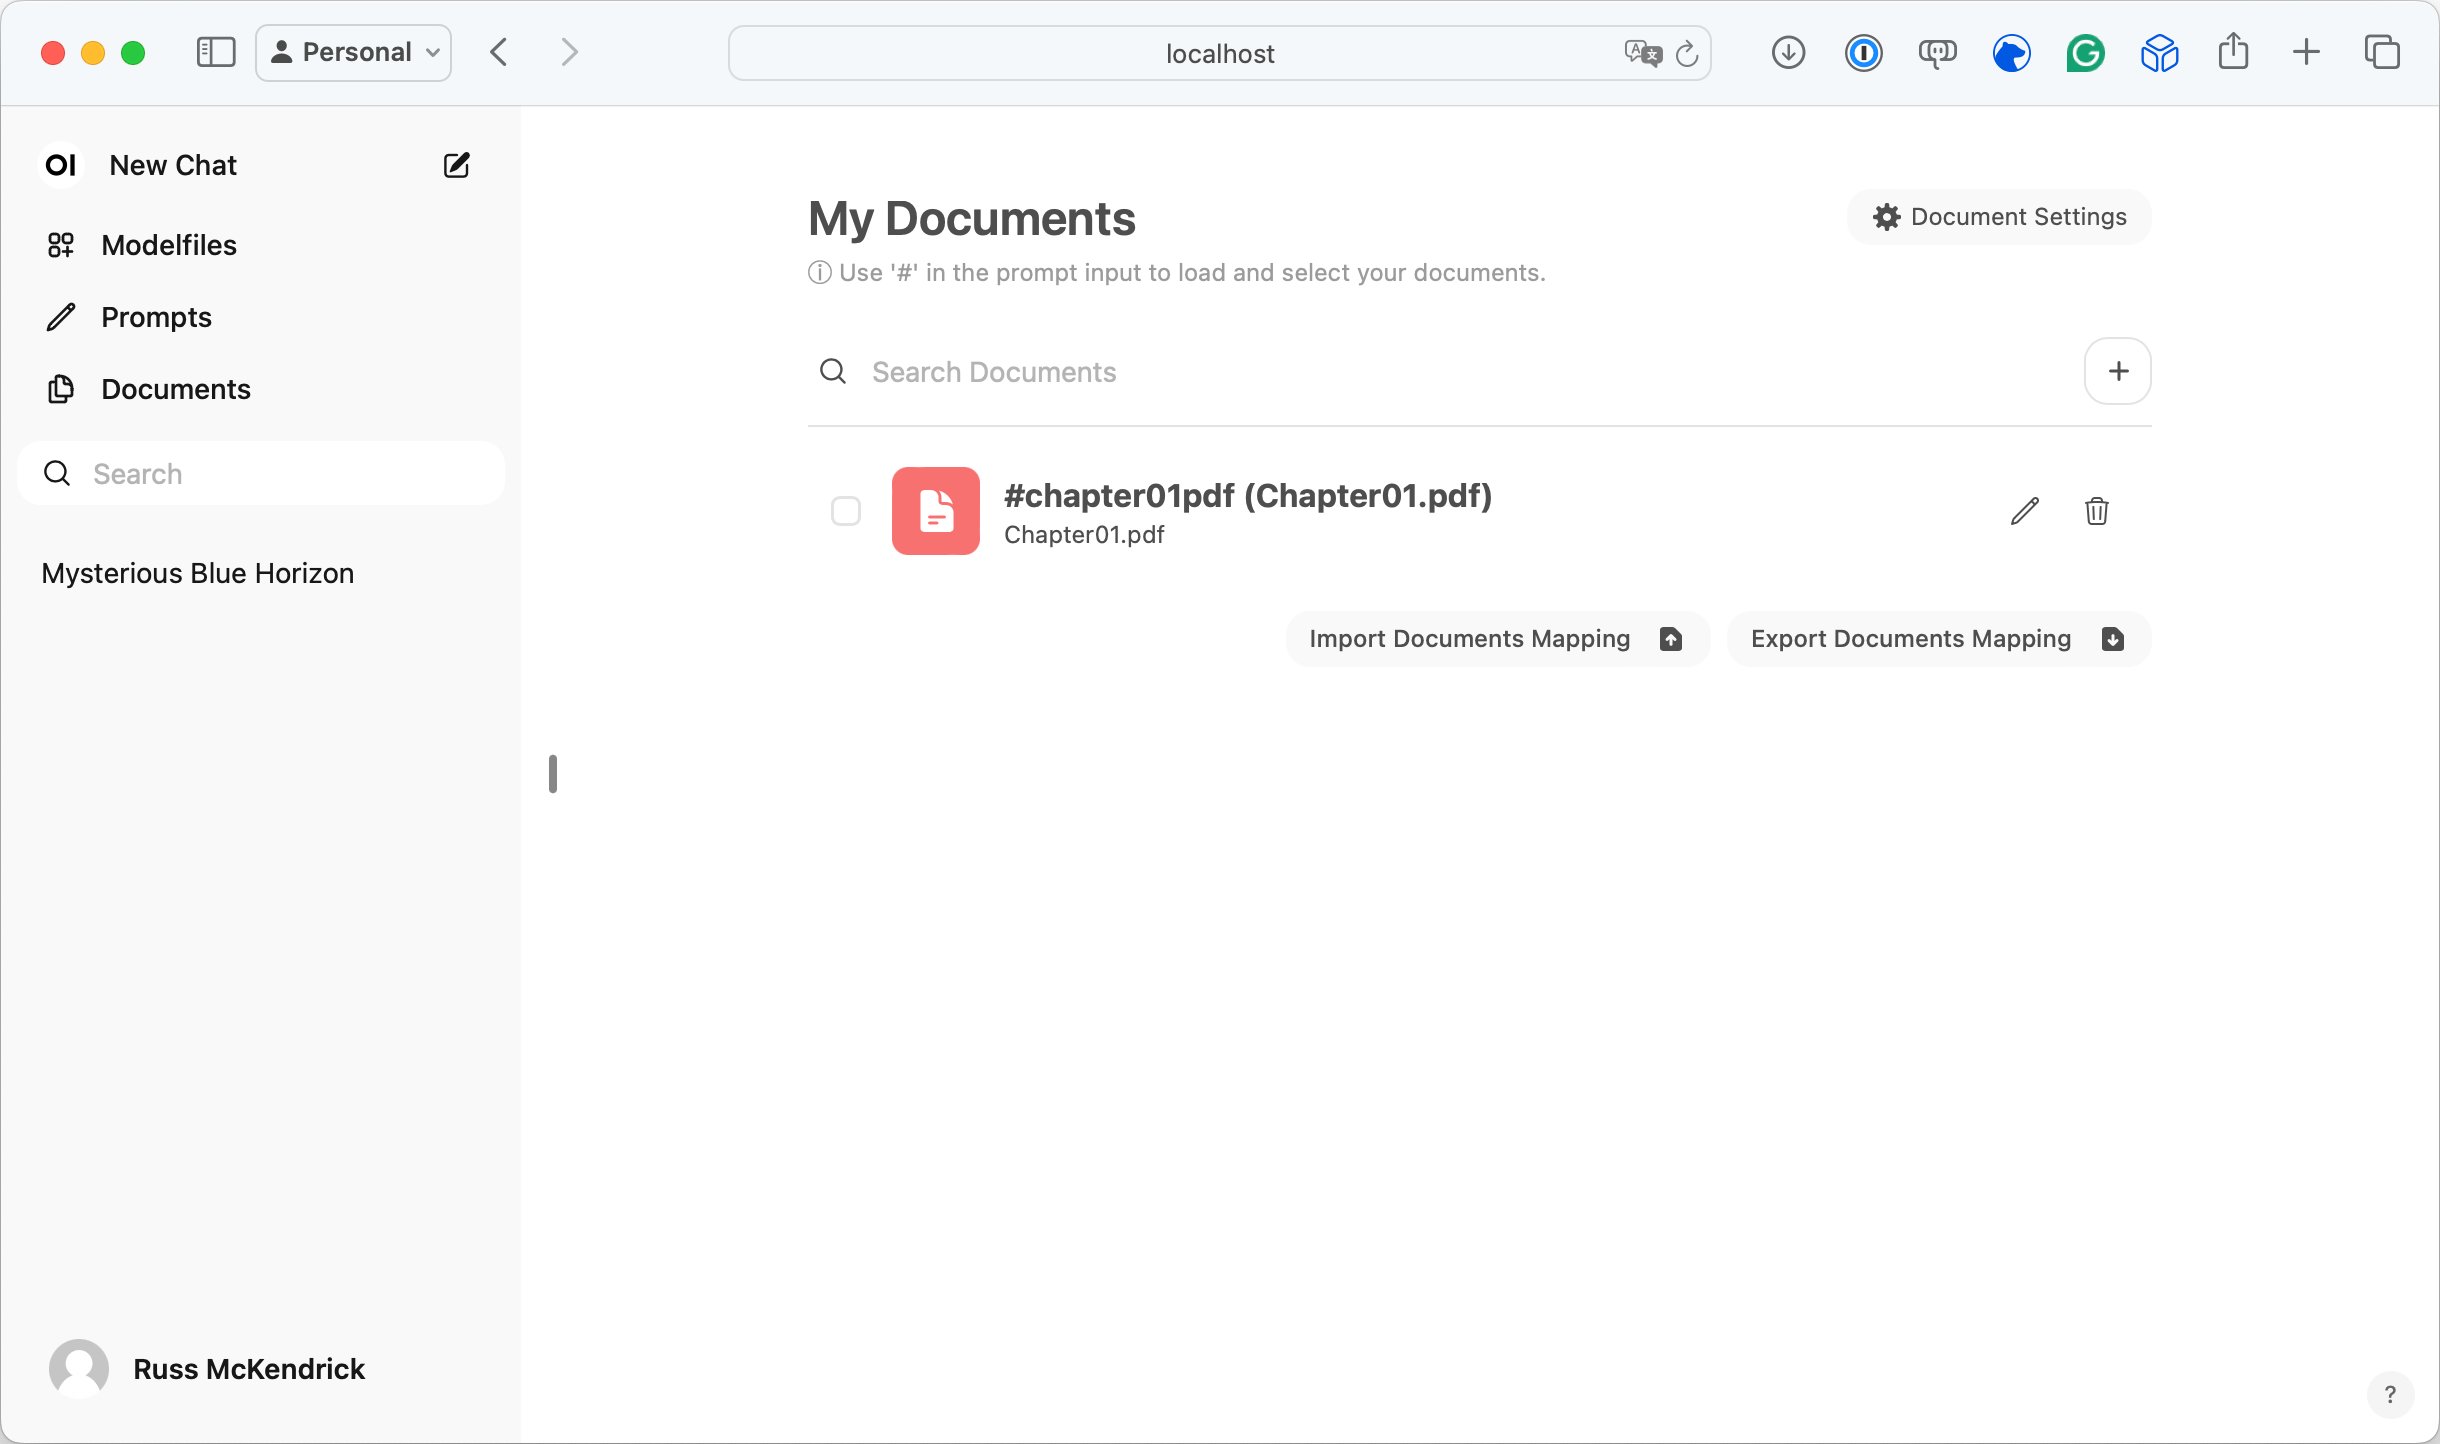 Personal
localhost
OI New Chat
Modelfiles
Prompts
Documents
Search
Mysterious Blue Horizon
Russ McKendrick
My Documents
Document Settings
Use '#' in the prompt input to load and select your documents.
Search Documents
+
#chapter01pdf (Chapter01.pdf)
Chapter01.pdf
Import Documents Mapping
Export Documents Mapping
?